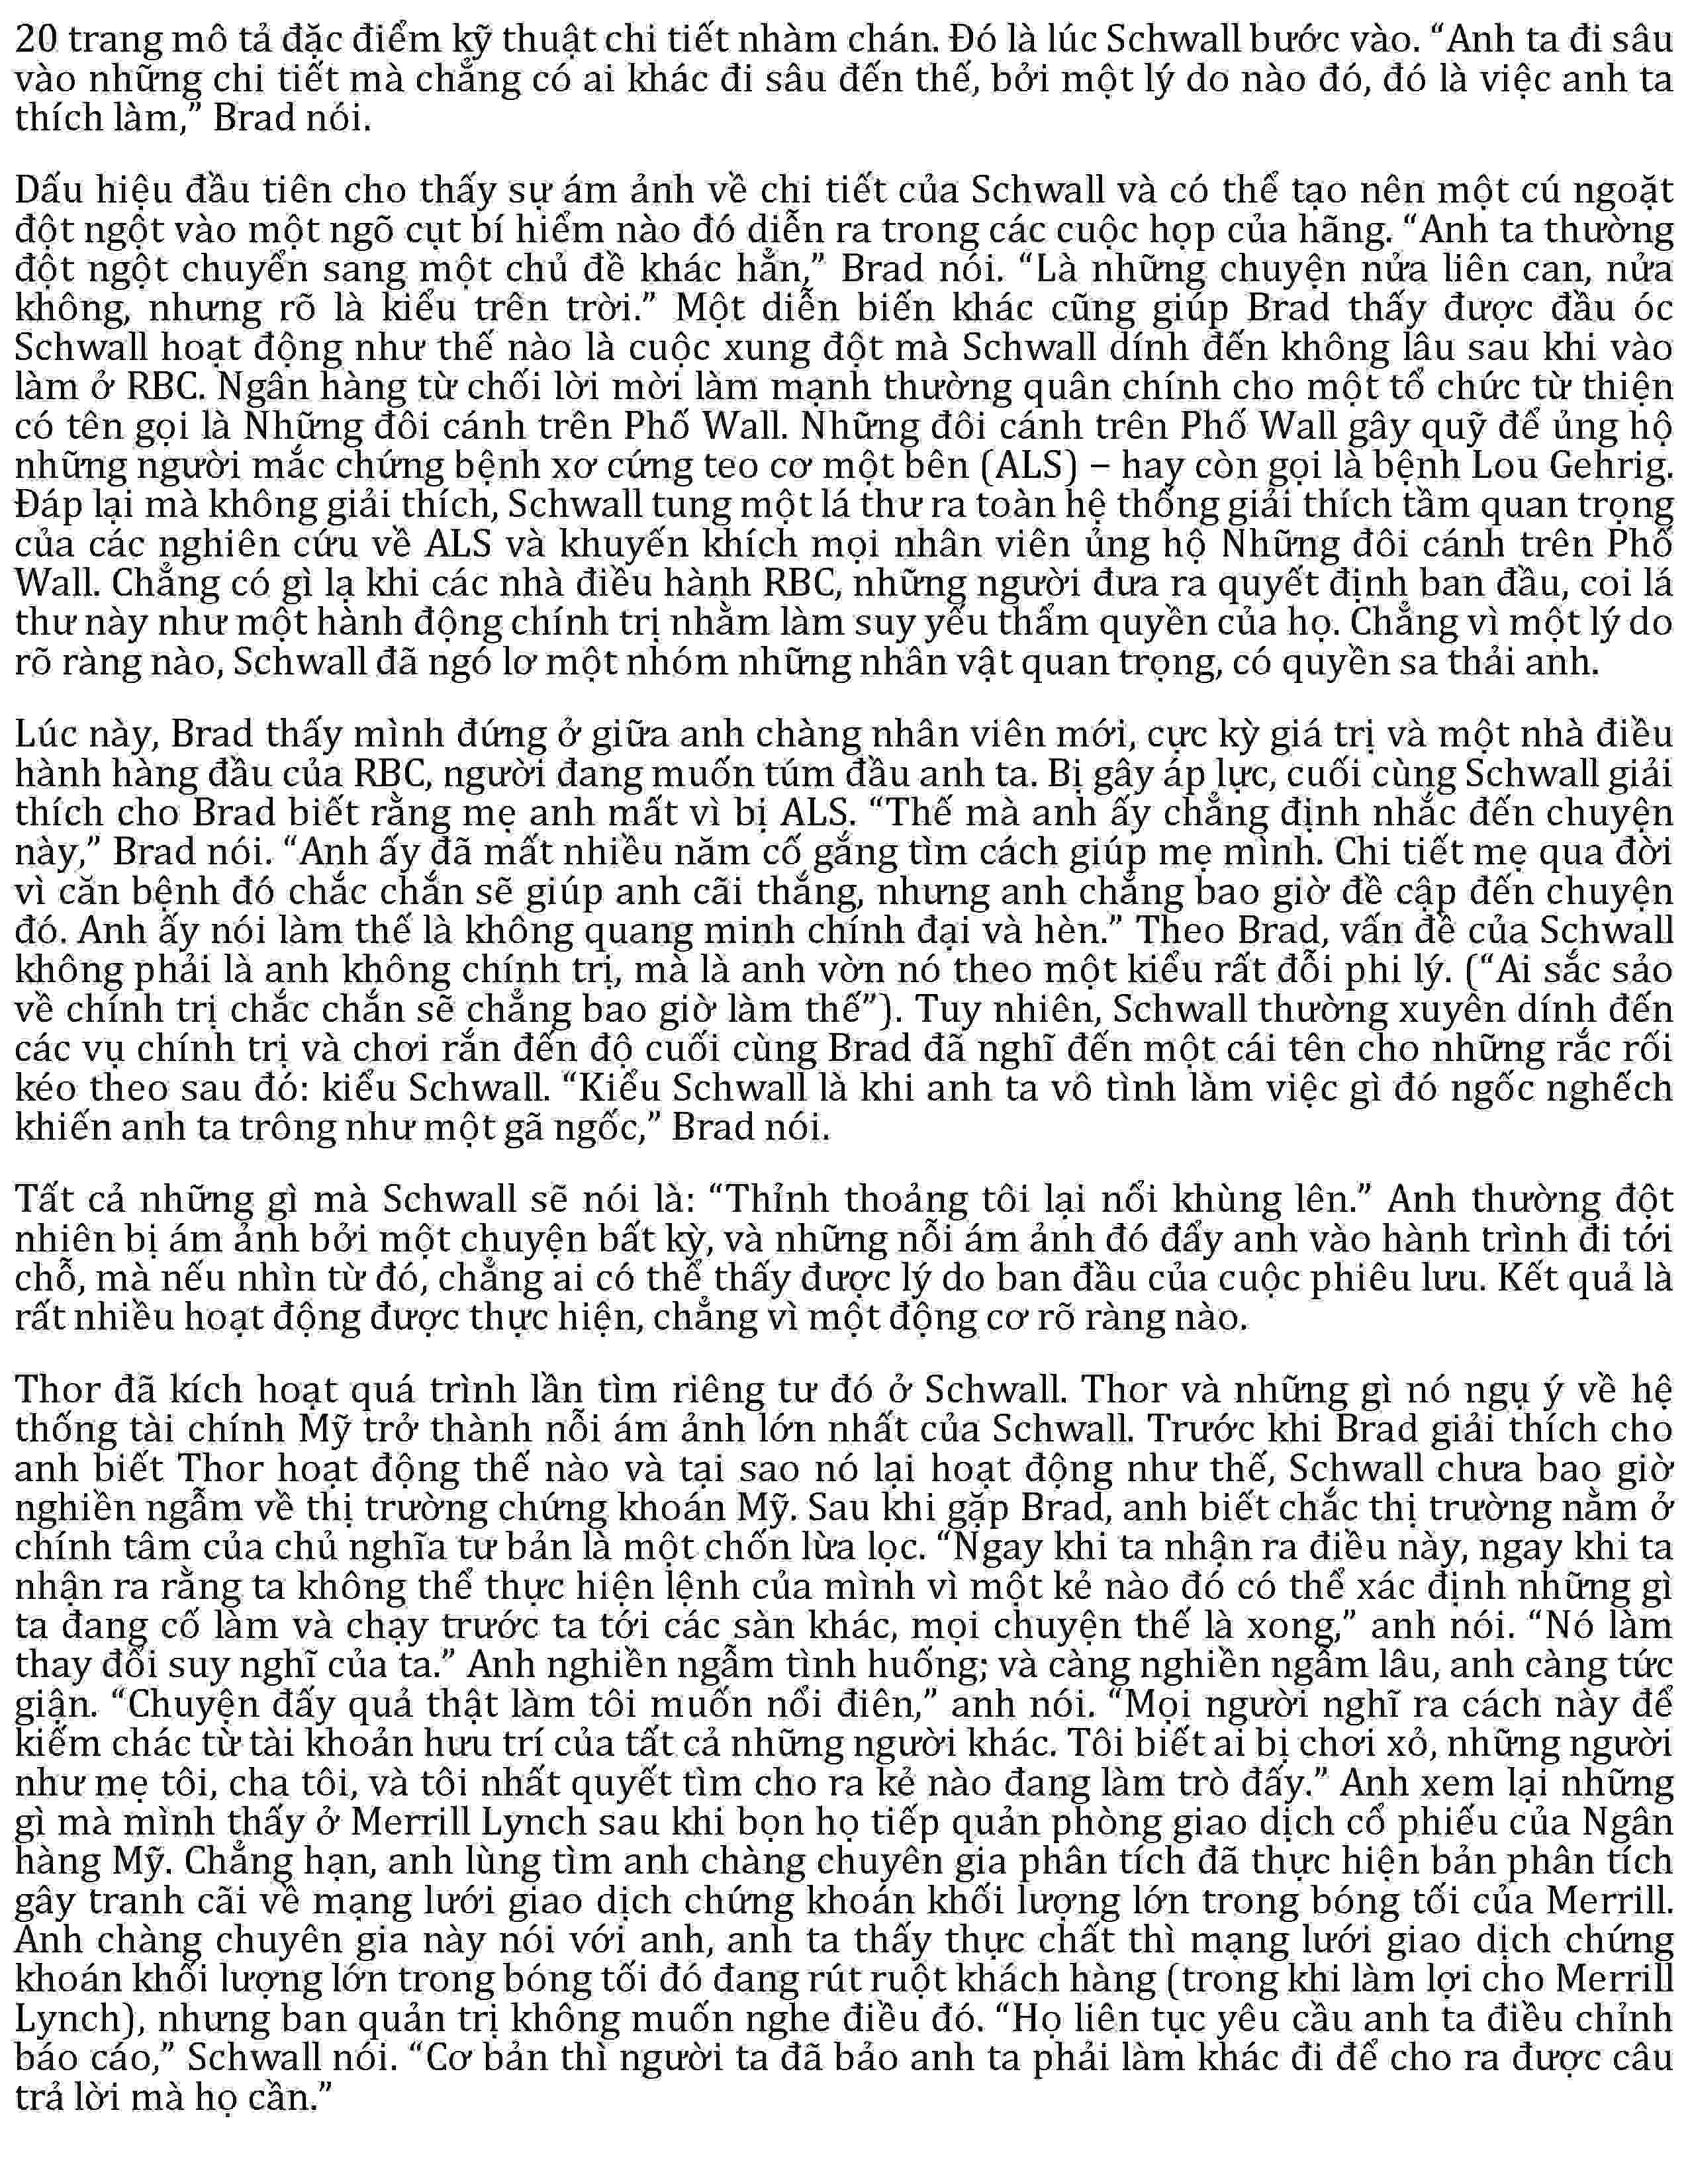 20 trang mô tả đặc điểm kỹ thuật chi tiết nhàm chán. Đó là lúc Schwall bước vào. “Anh ta đi sâu
vào những chi tiết mà chẳng có ai khác đi sâu đến thế, bởi một lý do nào đó, đó là việc anh ta
thích làm,” Brad nói.
Dấu hiệu đầu tiên cho thấy sự ám ảnh về chi tiết của Schwall và có thể tạo nên một cú ngoặt
đột ngột vào một ngõ cụt bí hiểm nào đó diễn ra trong các cuộc họp của hãng. “Anh ta thường
đột ngột chuyển sang một chủ đề khác hẳn,” Brad nói. “Là những chuyện nửa liên can, nửa
không, nhưng rõ là kiểu trên trời.” Một diễn biến khác cũng giúp Brad thấy được đầu óc
Schwall hoạt động như thế nào là cuộc xung đột mà Schwall dính đến không lâu sau khi vào
làm ở RBC. Ngân hàng từ chối lời mời làm mạnh thường quân chính cho một tổ chức từ thiện
có tên gọi là Những đôi cánh trên Phố Wall. Những đôi cánh trên Phố Wall gây quỹ để ủng hộ
những người mắc chứng bệnh xơ cứng teo cơ một bên (ALS) – hay còn gọi là bệnh Lou Gehrig.
Đáp lại mà không giải thích, Schwall tung một lá thư ra toàn hệ thống giải thích tầm quan trọng
của các nghiên cứu về ALS và khuyến khích mọi nhân viên ủng hộ Những đôi cánh trên Phố
Wall. Chẳng có gì lạ khi các nhà điều hành RBC, những người đưa ra quyết định ban đầu, coi lá
thư này như một hành động chính trị nhằm làm suy yếu thẩm quyền của họ. Chẳng vì một lý do
rõ ràng nào, Schwall đã ngó lơ một nhóm những nhân vật quan trọng, có quyền sa thải anh.
Lúc này, Brad thấy mình đứng ở giữa anh chàng nhân viên mới, cực kỳ giá trị và một nhà điều
hành hàng đầu của RBC, người đang muốn túm đầu anh ta. Bị gây áp lực, cuối cùng Schwall giải
thích cho Brad biết rằng mẹ anh mất vì bị ALS. “Thế mà anh ấy chẳng định nhắc đến chuyện
này,” Brad nói. “Anh ấy đã mất nhiều năm cố gắng tìm cách giúp mẹ mình. Chi tiết mẹ qua đời
vì căn bệnh đó chắc chắn sẽ giúp anh cãi thắng, nhưng anh chẳng bao giờ đề cập đến chuyện
đó. Anh ấy nói làm thế là không quang minh chính đại và hèn.” Theo Brad, vấn đề của Schwall
không phải là anh không chính trị, mà là anh vờn nó theo một kiểu rất đỗi phi lý. (“Ai sắc sảo
về chính trị chắc chắn sẽ chẳng bao giờ làm thế”). Tuy nhiên, Schwall thường xuyên dính đến
các vụ chính trị và chơi rắn đến độ cuối cùng Brad đã nghĩ đến một cái tên cho những rắc rối
kéo theo sau đó: kiểu Schwall. “Kiểu Schwall là khi anh ta vô tình làm việc gì đó ngốc nghếch
khiến anh ta trông như một gã ngốc,” Brad nói.
Tất cả những gì mà Schwall sẽ nói là: “Thỉnh thoảng tôi lại nổi khùng lên.” Anh thường đột
nhiên bị ám ảnh bởi một chuyện bất kỳ, và những nỗi ám ảnh đó đẩy anh vào hành trình đi tới
chỗ, mà nếu nhìn từ đó, chẳng ai có thể thấy được lý do ban đầu của cuộc phiêu lưu. Kết quả là
rất nhiều hoạt động được thực hiện, chẳng vì một động cơ rõ ràng nào.
Thor đã kích hoạt quá trình lần tìm riêng tư đó ở Schwall. Thor và những gì nó ngụ ý về hệ
thống tài chính Mỹ trở thành nỗi ám ảnh lớn nhất của Schwall. Trước khi Brad giải thích cho
anh biết Thor hoạt động thế nào và tại sao nó lại hoạt động như thế, Schwall chưa bao giờ
nghiền ngẫm về thị trường chứng khoán Mỹ. Sau khi gặp Brad, anh biết chắc thị trường nằm ở
chính tâm của chủ nghĩa tư bản là một chốn lừa lọc. “Ngay khi ta nhận ra điều này, ngay khi ta
nhận ra rằng ta không thể thực hiện lệnh của mình vì một kẻ nào đó có thể xác định những gì
ta đang cố làm và chạy trước ta tới các sàn khác, mọi chuyện thế là xong,” anh nói. “Nó làm
thay đổi suy nghĩ của ta.” Anh nghiền ngẫm tình huống; và càng nghiền ngẫm lâu, anh càng tức
giận. “Chuyện đấy quả thật làm tôi muốn nổi điên,” anh nói. “Mọi người nghĩ ra cách này để
kiếm chác từ tài khoản hưu trí của tất cả những người khác. Tôi biết ai bị chơi xỏ, những người
như mẹ tôi, cha tôi, và tôi nhất quyết tìm cho ra kẻ nào đang làm trò đấy.” Anh xem lại những
gì mà mình thấy ở Merrill Lynch sau khi bọn họ tiếp quản phòng giao dịch cổ phiếu của Ngân
hàng Mỹ. Chẳng hạn, anh lùng tìm anh chàng chuyên gia phân tích đã thực hiện bản phân tích
gây tranh cãi về mạng lưới giao dịch chứng khoán khối lượng lớn trong bóng tối của Merrill.
Anh chàng chuyên gia này nói với anh, anh ta thấy thực chất thì mạng lưới giao dịch chứng
khoán khối lượng lớn trong bóng tối đó đang rút ruột khách hàng (trong khi làm lợi cho Merrill
Lynch), nhưng ban quản trị không muốn nghe điều đó. “Họ liên tục yêu cầu anh ta điều chỉnh
báo cáo,” Schwall nói. “Cơ bản thì người ta đã bảo anh ta phải làm khác đi để cho ra được câu
trả lời mà họ cần.”